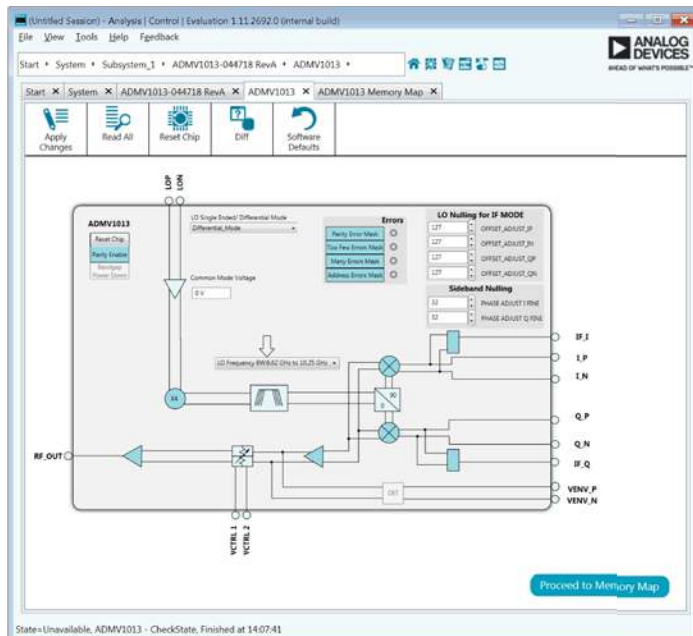 (Untitled Session) - Analysis | Control | Evaluation 1.11.2692.0 (internal build)
File View Tools Help Feedback
Start System Subsystem_1 ADMV1013-044718 RevA ADMV1013
ANALOG
DEVICES
AHEAD OF WHAT'S POSSIBLE™
Start System ADMV1013-044718 RevA ADMV1013 ADMV1013 Memory Map
Apply
Changes
Read All
Reset Chip
Diff
Software
Defaults
LOP
LON
ADMV1013
Reset Chip
Parity Enable
Bandgap
Power Down
LO Single Ended/ Differential Mode
Differential_Mode
Common Mode Voltage
0 V
Errors
Parity Error Mask
Too Few Errors Mask
Many Errors Mask
Address Errors Mask
LO Nulling for IF MODE
127 OFFSET_ADJUST_IP
127 OFFSET_ADJUST_IN
127 OFFSET_ADJUST_QP
127 OFFSET_ADJUST_QN
Sideband Nulling
32 PHASE ADJUST I FINE
32 PHASE ADJUST Q FINE
LO Frequency BW8.62 GHz to 10.25 GHz
X4
90
0
IF_I
I_P
I_N
Q_P
Q_N
IF_Q
VENV_P
VENV_N
RF_OUT
DET
VCTRL 1
VCTRL 2
Proceed to Memory Map
State=Unavailable, ADMV1013 - CheckState, Finished at 14:07:41